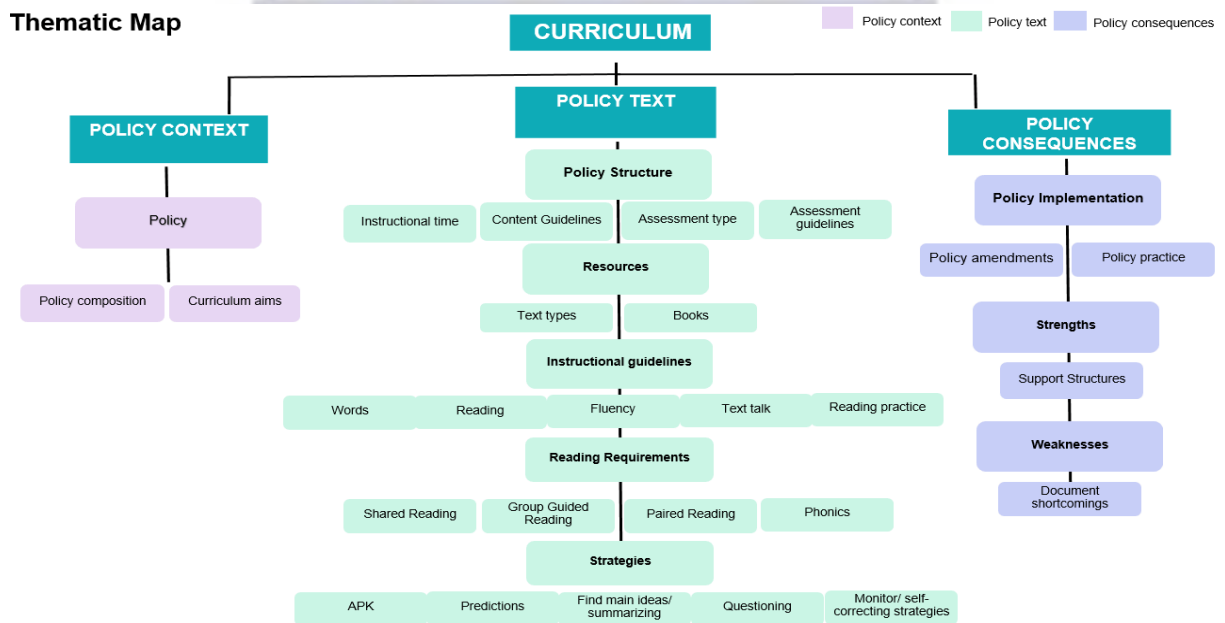 Thematic Map
CURRICULUM
Policy context
Policy text
Policy consequences
POLICY CONTEXT
Policy
Policy composition
Curriculum aims
POLICY TEXT
Policy Structure
Instructional time
Content Guidelines
Assessment type
Assessment
guidelines
Resources
Text types
Books
Instructional guidelines
Words
Reading
Fluency
Text talk
Reading practice
Reading Requirements
Shared Reading
Group Guided
Reading
Paired Reading
Phonics
Strategies
APK
Predictions
Find main ideas/
summarizing
Questioning
Monitor/ self-
correcting strategies
POLICY
CONSEQUENCES
Policy Implementation
Policy amendments
Policy practice
Strengths
Support Structures
Weaknesses
Document
shortcomings